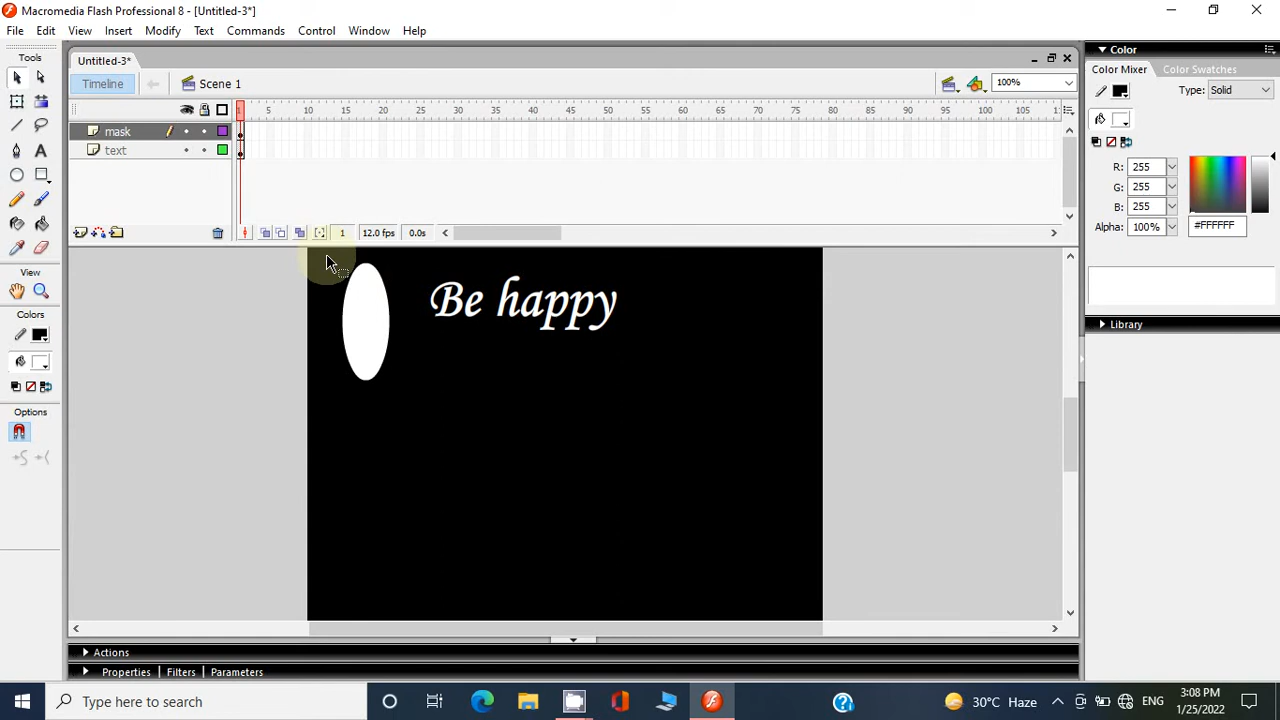 Macromedia Flash Professional 8 - [Untitled-3*]
File Edit View Insert Modify Text Commands Control Window Help
Tools
Untitled-3*
Timeline
Scene 1
100%
1 5 10 15 20 25 30 35 40 45 50 55 60 65 70 75 80 85 90 95 100 105 1:
mask
text
1 12.0 fps 0.0s
View
Colors
Options
Be happy
Color
Color Mixer Color Swatches
Type: Solid
R: 255
G: 255
B: 255
Alpha: 100% #FFFFFF
Library
Actions
Properties Filters Parameters
Type here to search
30°C Haze
ENG
3:08 PM
1/25/2022